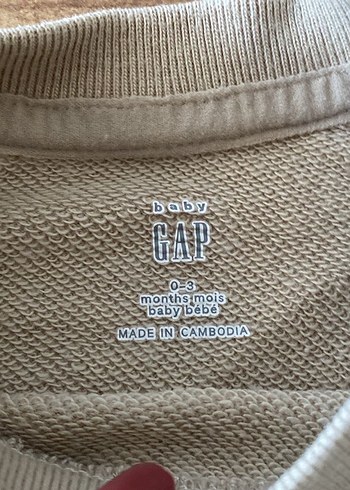 baby
GAP
0-3
months mois
baby bébé
MADE IN CAMBODIA